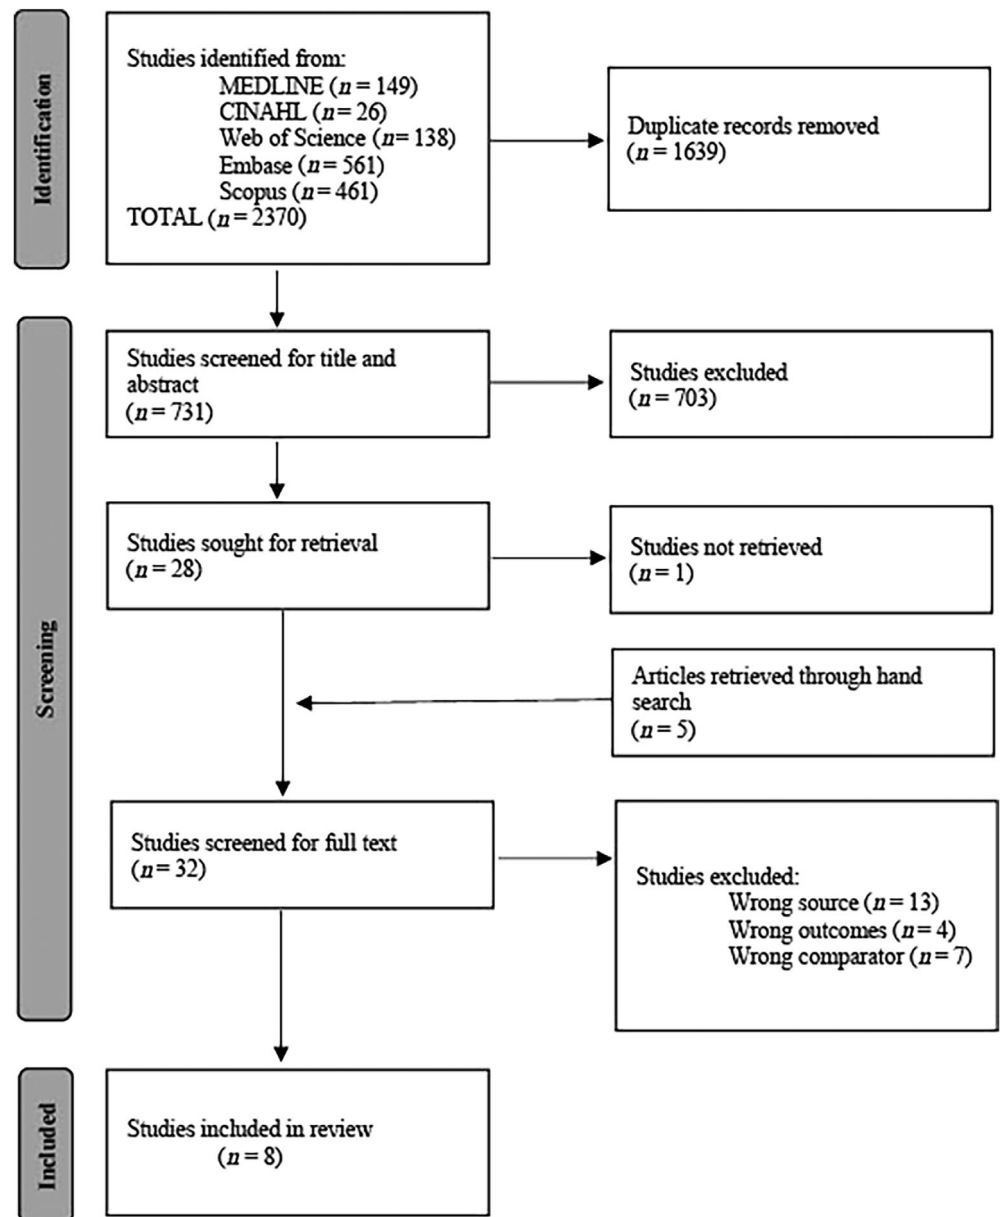 Identification
Studies identified from:
MEDLINE (n = 149)
CINAHL (n = 26)
Web of Science (n = 138)
Embase (n = 561)
Scopus (n = 461)
TOTAL (n = 2370)
Duplicate records removed
(n = 1639)
Screening
Studies screened for title and
abstract
(n = 731)
Studies excluded
(n = 703)
Studies sought for retrieval
(n = 28)
Studies not retrieved
(n = 1)
Articles retrieved through hand
search
(n = 5)
Studies screened for full text
(n = 32)
Studies excluded:
Wrong source (n = 13)
Wrong outcomes (n = 4)
Wrong comparator (n = 7)
Included
Studies included in review
(n = 8)